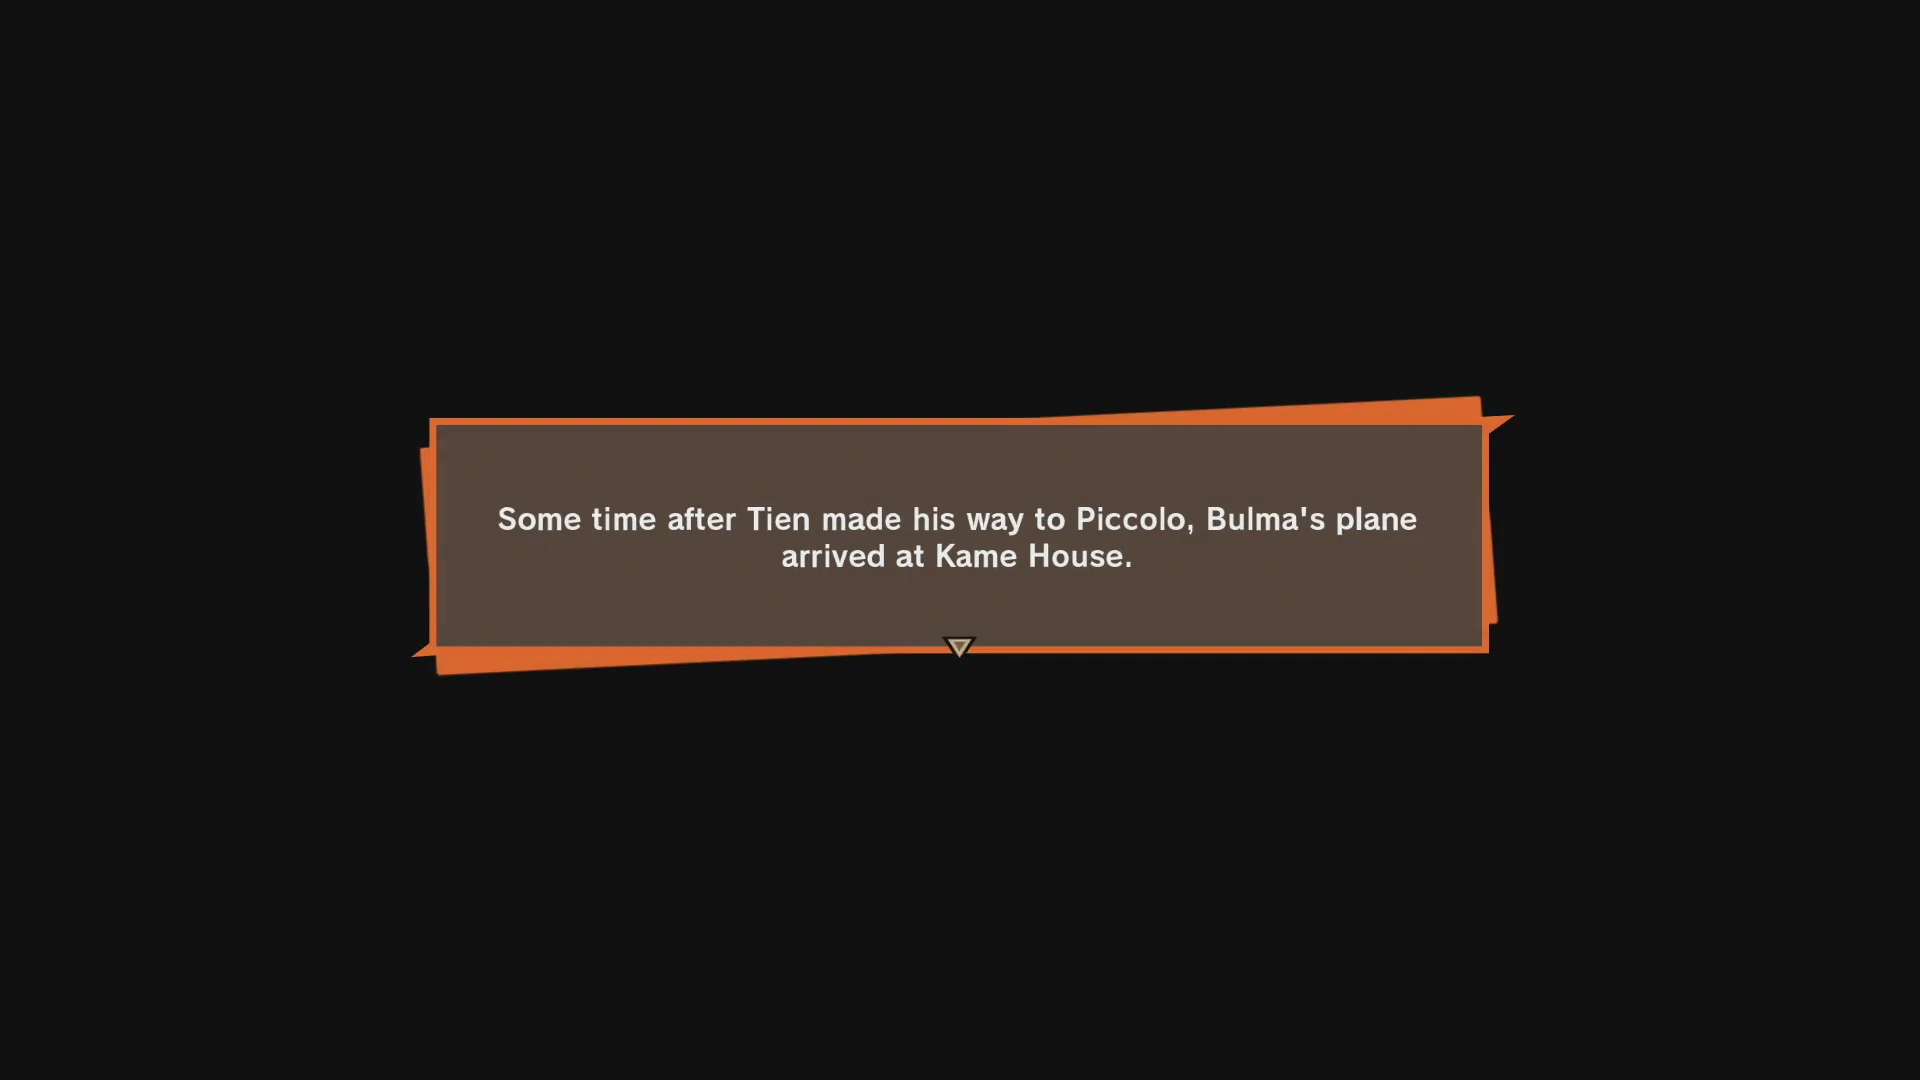 Some time after Tien made his way to Piccolo, Bulma's plane
arrived at Kame House.